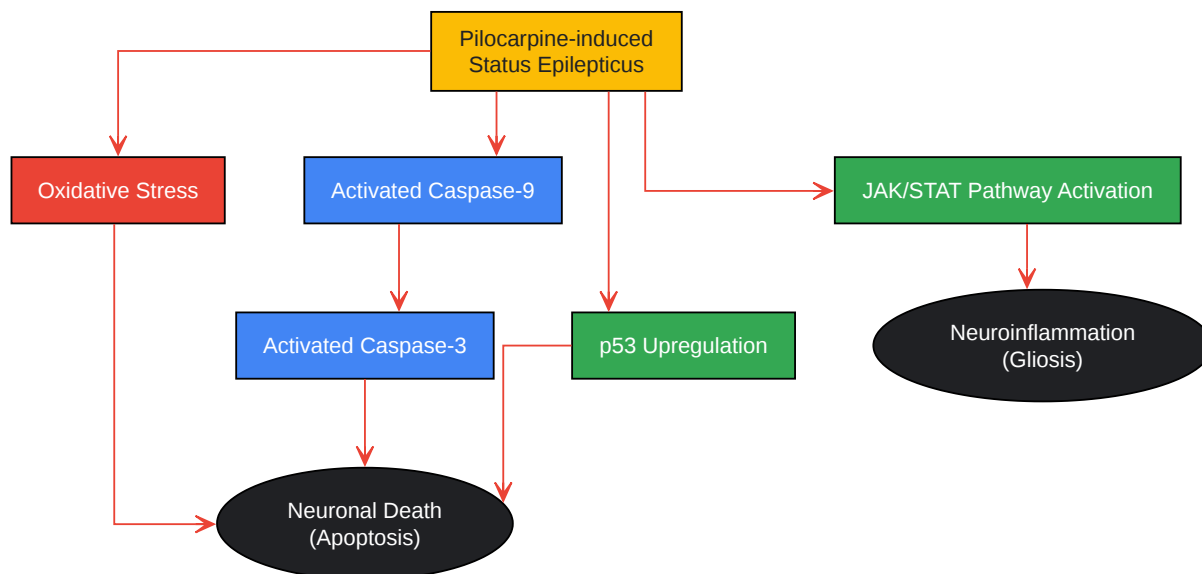 Pilocarpine-induced
Status Epilepticus
Oxidative Stress
Activated Caspase-9
JAK/STAT Pathway Activation
Activated Caspase-3
p53 Upregulation
Neuroinflammation
(Gliosis)
Neuronal Death
(Apoptosis)